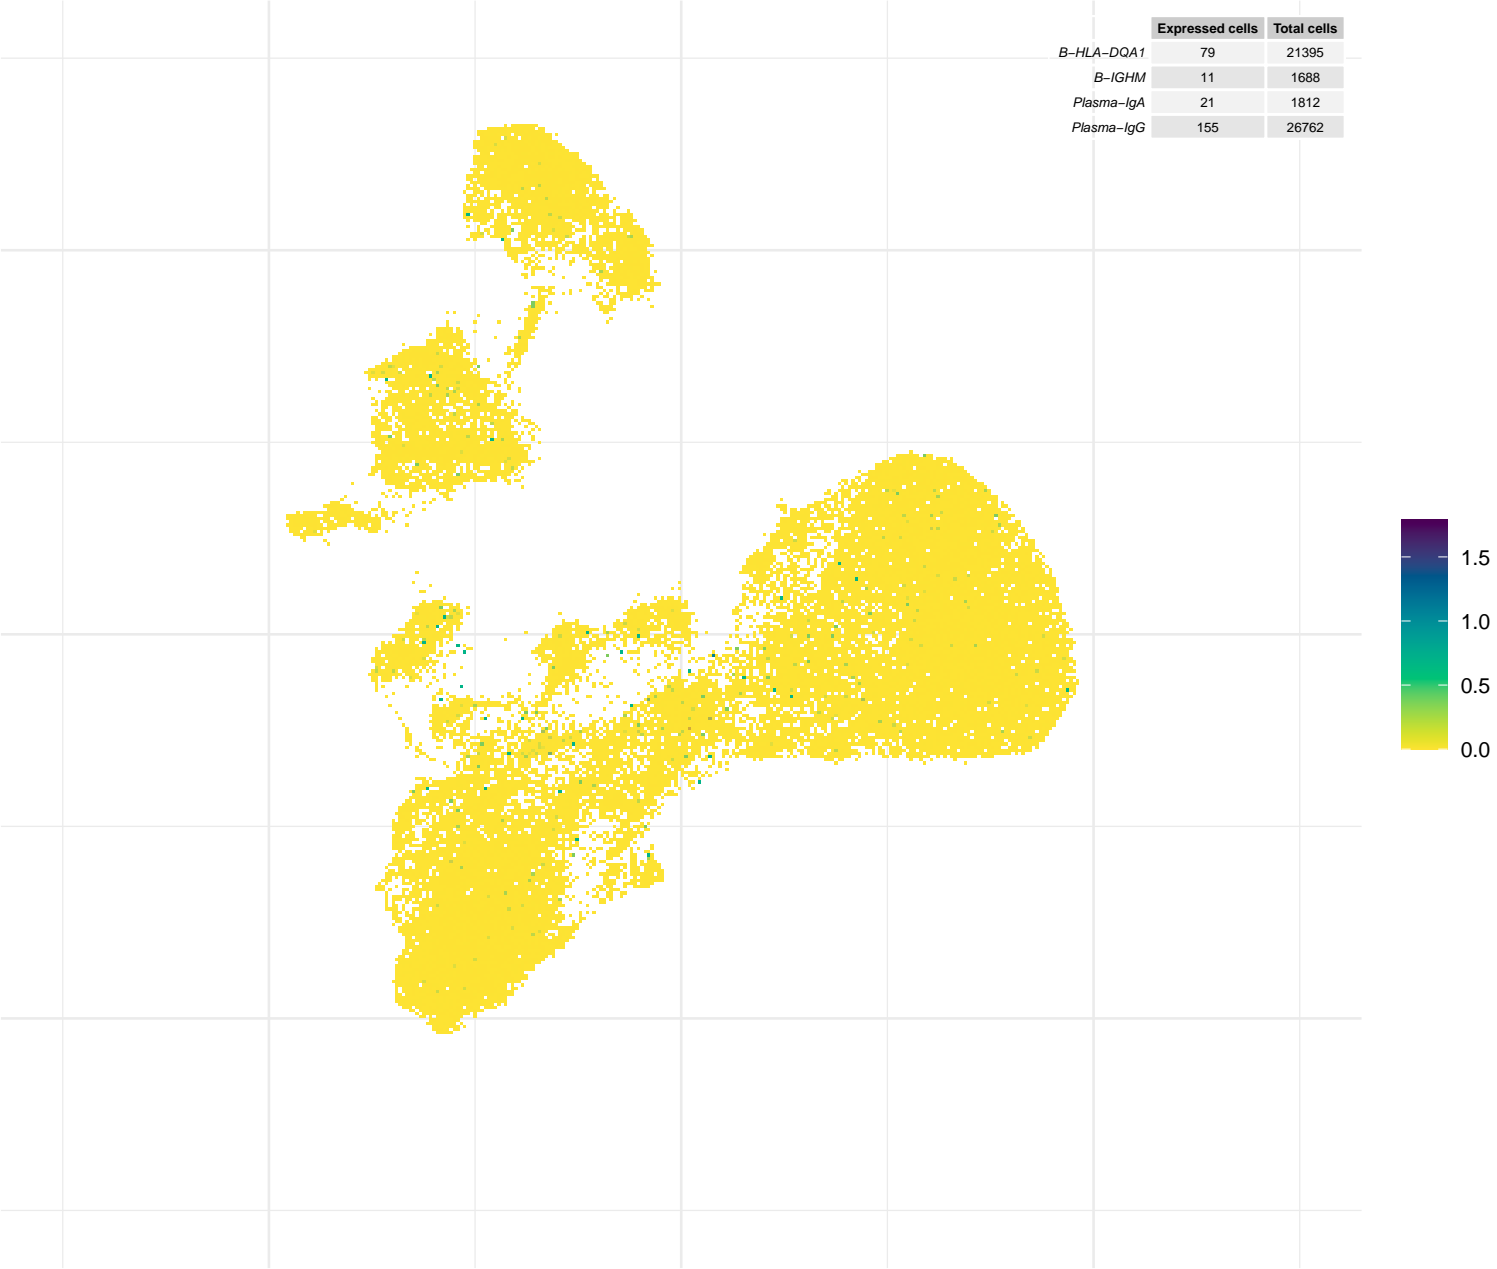 Expressed cells Total cells
B−HLA−DQA1 79 21395
B−IGHM 11 1688
Plasma−IgA 21 1812
Plasma−IgG 155 26762
1.5
1.0
0.5
0.0